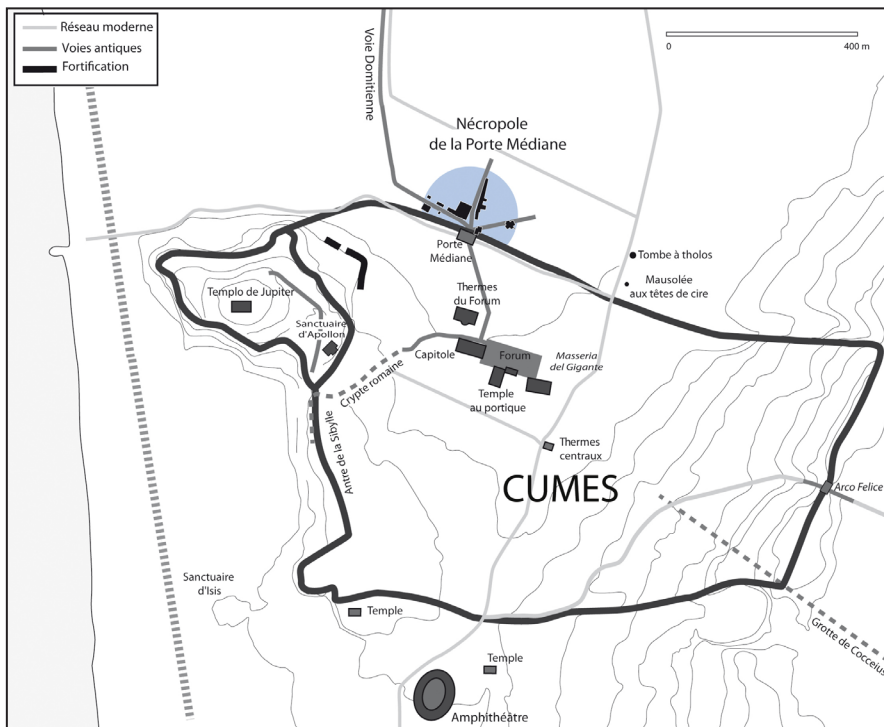 Réseau moderne
Voies antiques
Fortification
0
400 m
Voie Domitienne
Nécropole
de la Porte Médiane
Porte
Médiane
Tombe à tholos
Mausolée
aux têtes de cire
Templo de Jupiter
Thermes
du Forum
Sanctuaire
d'Apollon
Capitole
Forum
Masseria
del Gigante
Crypte romaine
Temple
au portique
Antre de la Sibylle
Thermes
centraux
CUMES
Arco Felice
Sanctuaire
d'Isis
Temple
Grotte de Cocceius
Temple
Amphithéâtre